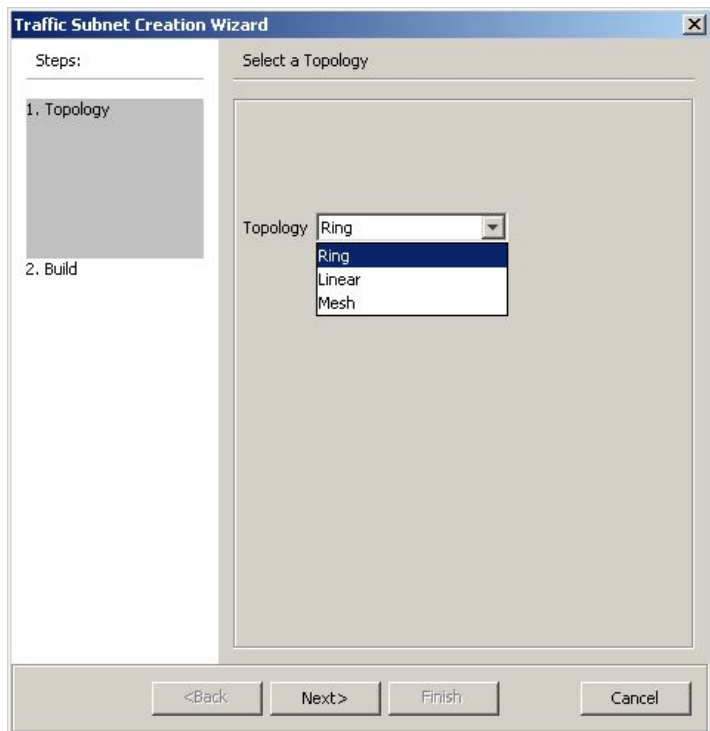 Traffic Subnet Creation Wizard
Steps:
Select a Topology
1. Topology
Topology Ring
Ring
Linear
Mesh
2. Build
<Back Next> Finish Cancel